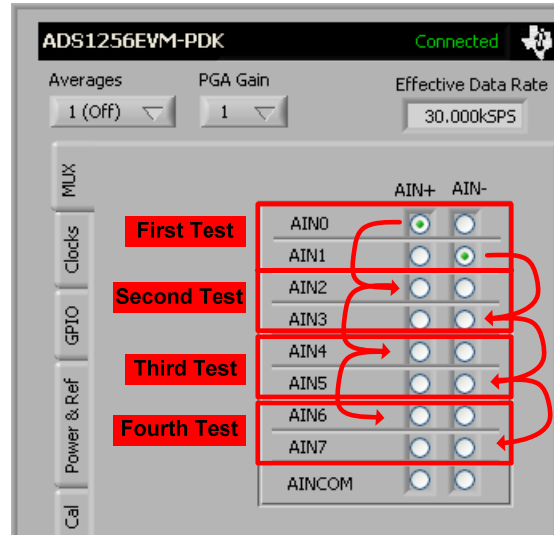 ADS1256EVM-PDK Connected
Averages PGA Gain Effective Data Rate
1 (Off) 1 30.000kSPS
MUX
Clocks
GPIO
Power & Ref
Cal
AIN+ AIN-
First Test AIN0
AIN1
Second Test AIN2
AIN3
Third Test AIN4
AIN5
Fourth Test AIN6
AIN7
AINCOM